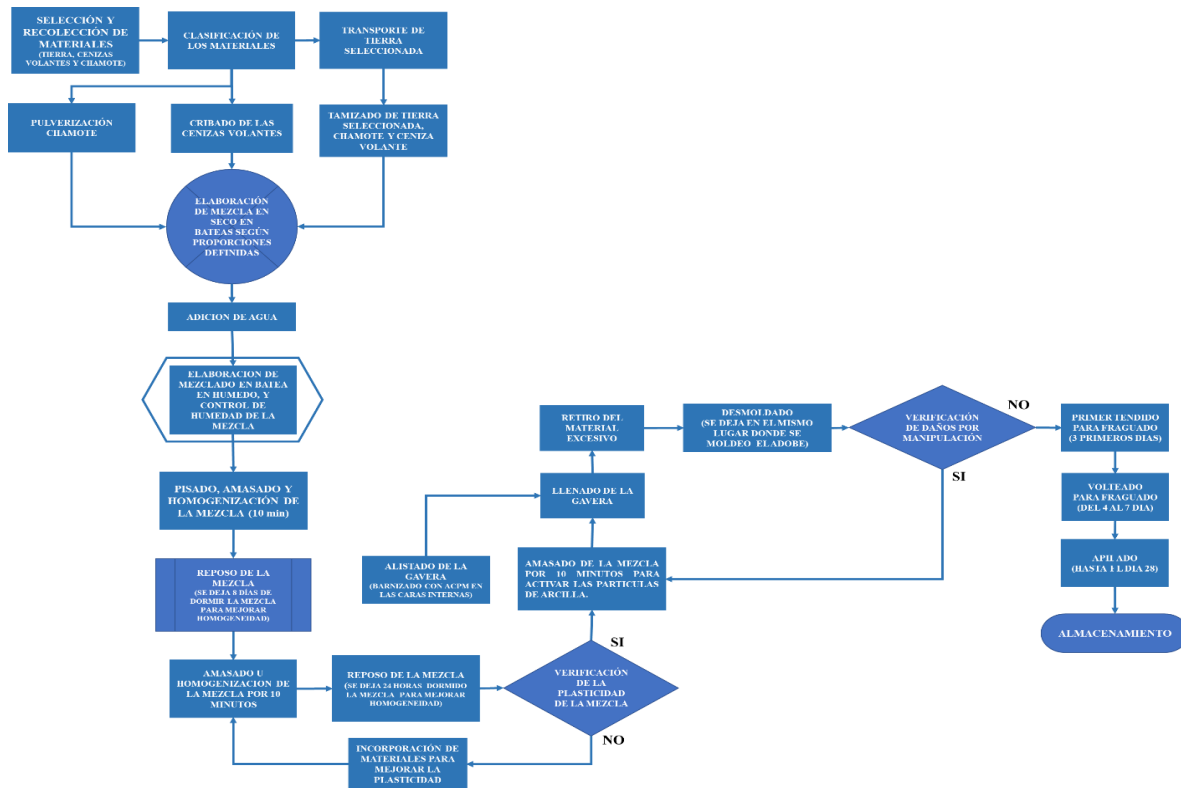 SELECCIÓN Y
RECOLECCIÓN DE
MATERIALES
(TIERRA, CENIZAS
VOLANTES Y CHAMOTE)
CLASIFICACIÓN DE
LOS MATERIALES
TRANSPORTE DE
TIERRA
SELECCIONADA
PULVERIZACIÓN
CHAMOTE
CRIBADO DE LAS
CENIZAS VOLANTES
TAMIZADO DE TIERRA
SELECCIONADA,
CHAMOTE Y CENIZA
VOLANTE
ELABORACIÓN
DE MEZCLA EN
SECO EN
BATEAS SEGÚN
PROPORCIONES
DEFINIDAS
ADICION DE AGUA
ELABORACION DE
MEZCLADO EN BATEA
EN HUMEDO, Y
CONTROL DE
HUMEDAD DE LA
MEZCLA
PISADO, AMASADO Y
HOMOGENIZACIÓN DE
LA MEZCLA (10 min)
REPOSO DE LA
MEZCLA
(SE DEJA 8 DÍAS DE
DORMIR LA MEZCLA
PARA MEJORAR
HOMOGENEIDAD)
AMASADO U
HOMOGENIZACION DE
LA MEZCLA POR 10
MINUTOS
REPOSO DE LA MEZCLA
(SE DEJA 24 HORAS DORMIDO
LA MEZCLA PARA MEJORAR
HOMOGENEIDAD)
VERIFICACIÓN
DE LA
PLASTICIDAD
DE LA MEZCLA
SI
NO
INCORPORACIÓN DE
MATERIALES PARA
MEJORAR LA
PLASTICIDAD
AMASADO DE LA MEZCLA
POR 10 MINUTOS PARA
ACTIVAR LAS PARTICULAS
DE ARCILLA.
ALISTADO DE LA
GAVERA
(BARNIZADO CON ACPM EN
LAS CARAS INTERNAS)
LLENADO DE LA
GAVERA
RETIRO DEL
MATERIAL
EXCESIVO
DESMOLDADO
(SE DEJA EN EL MISMO
LUGAR DONDE SE
MOLDEO EL ADOBE)
VERIFICACIÓN
DE DAÑOS POR
MANIPULACIÓN
NO
SI
PRIMER TENDIDO
PARA FRAGUADO
(3 PRIMEROS DIAS)
VOLTEADO
PARA FRAGUADO
(DEL 4 AL 7 DIA)
APILADO
(HASTA EL DIA 28)
ALMACENAMIENTO